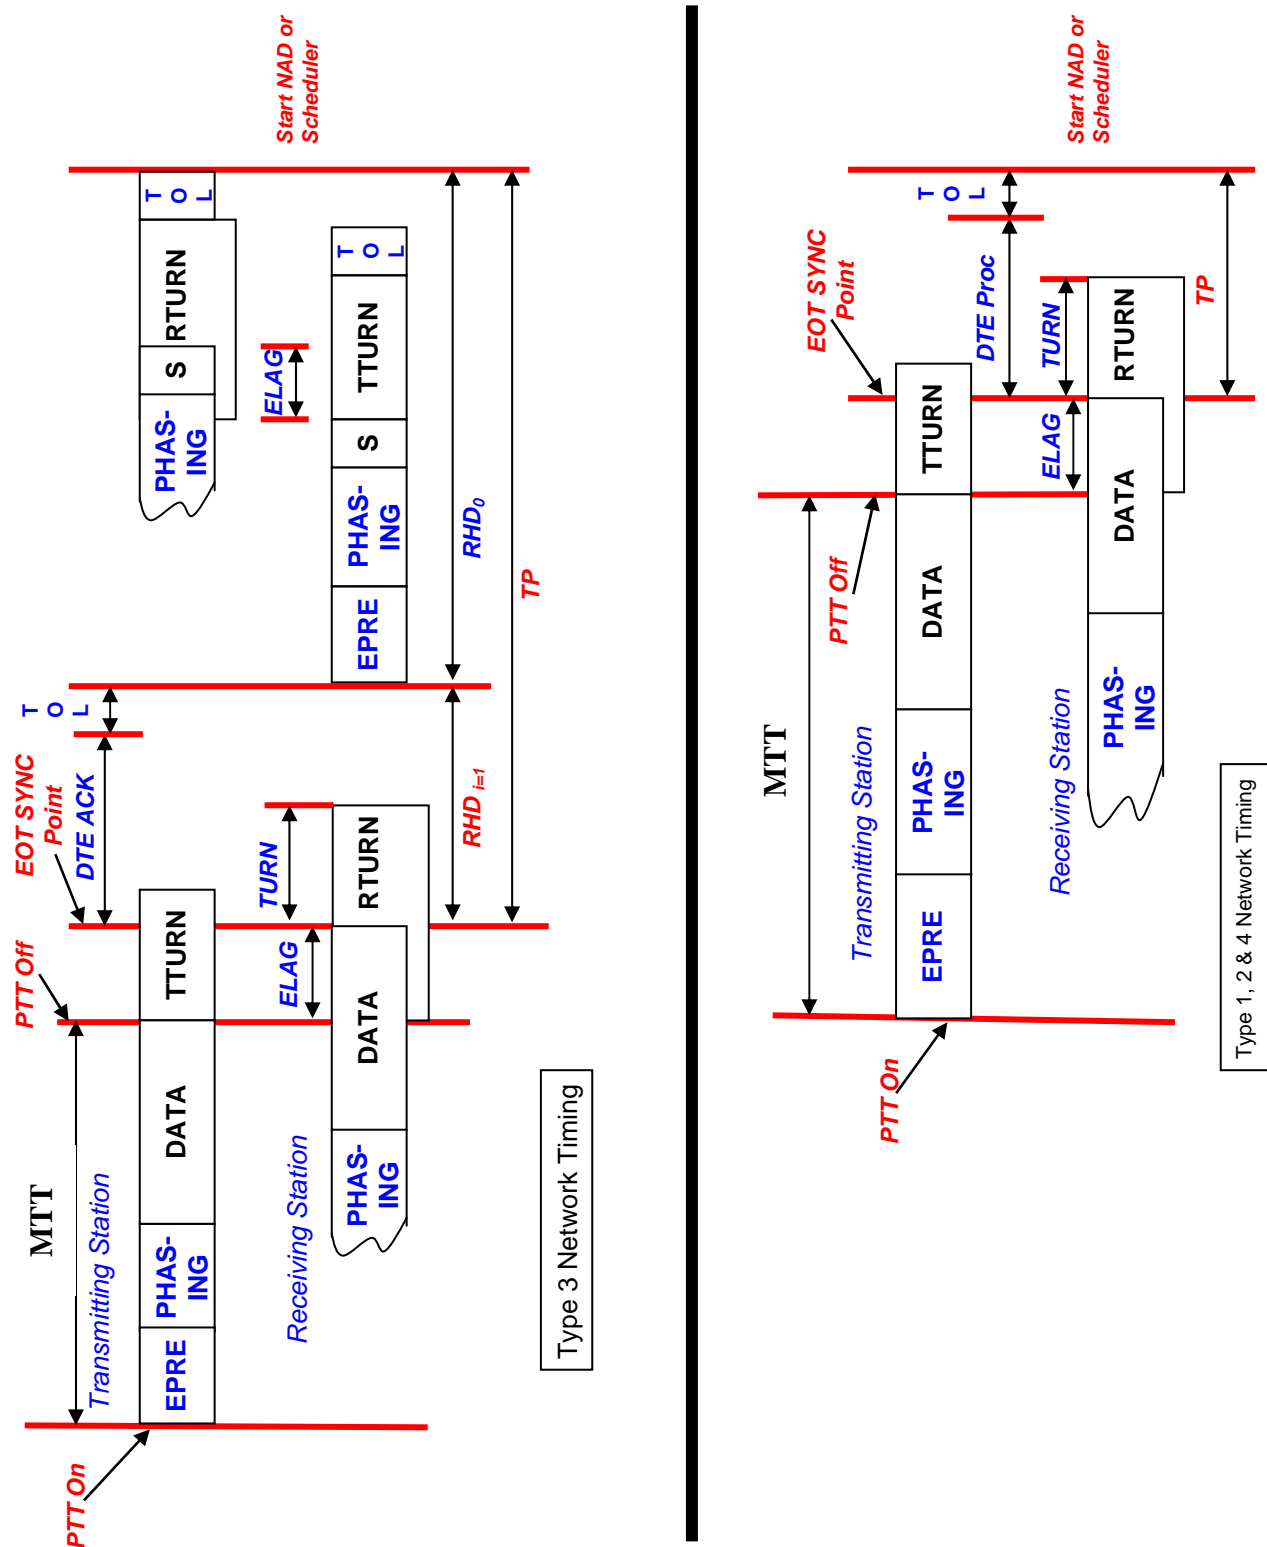 MTT
PTT On
PTT Off
EOT SYNC
Point
DTE ACK
T
O
L
Start NAD or
Scheduler
Transmitting Station
EPRE
PHAS-
ING
DATA
TTURN
PHAS-
ING
S
RTURN
T
O
L
Receiving Station
ELAG
TURN
ELAG
PHAS-
ING
DATA
RTURN
EPRE
PHAS-
ING
S
TTURN
T
O
L
RHD i=1
RHD0
TP
Type 3 Network Timing
MTT
PTT On
PTT Off
EOT SYNC
Point
T
O
L
Start NAD or
Scheduler
Transmitting Station
DTE Proc
EPRE
PHAS-
ING
DATA
TTURN
Receiving Station
ELAG
TURN
PHAS-
ING
DATA
RTURN
TP
Type 1, 2 & 4 Network Timing